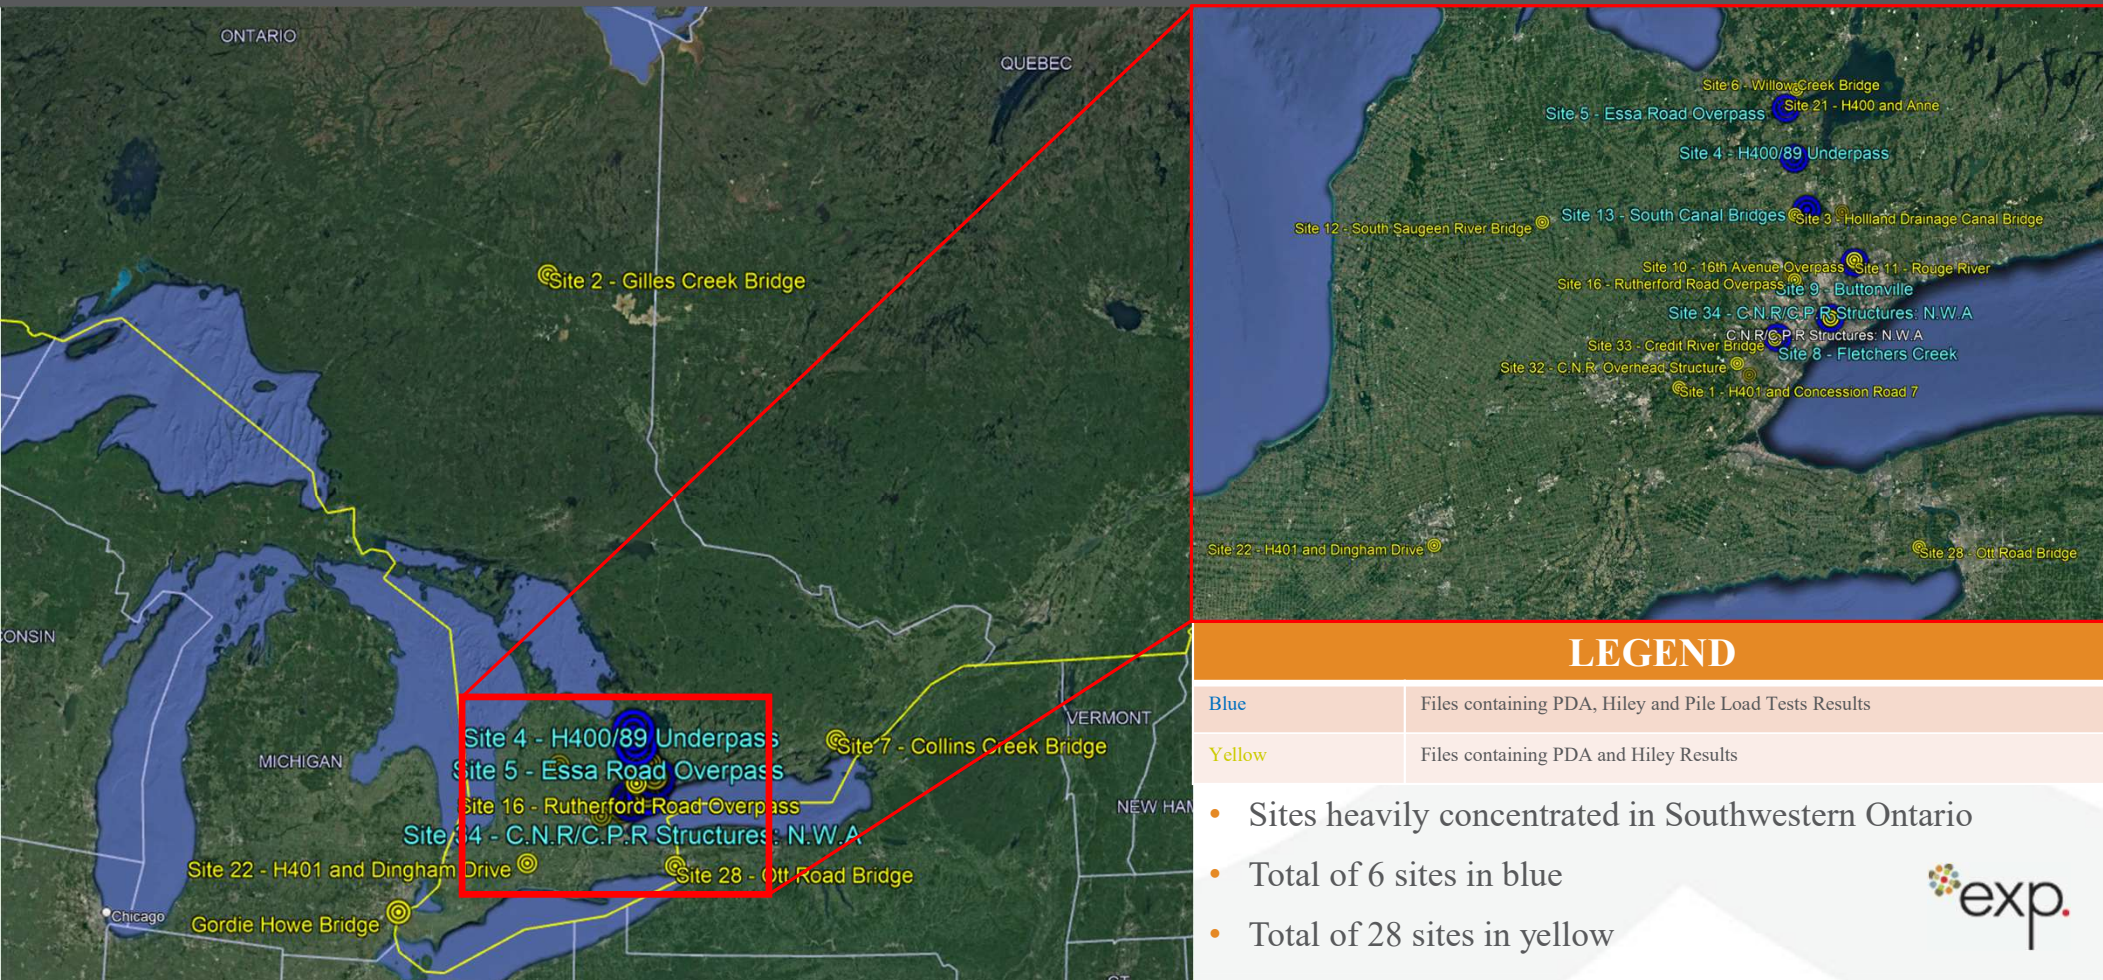 ONTARIO
QUEBEC
Site 2 - Gilles Creek Bridge
CONSIN
MICHIGAN
VERMONT
NEW HAM
Site 4 - H400/89 Underpass
Site 7 - Collins Creek Bridge
Site 5 - Essa Road Overpass
Site 16 - Rutherford Road Overpass
Site 34 - C.N.R/C.P.R Structures: N.W.A
Site 22 - H401 and Dingham Drive
Site 28 - Ott Road Bridge
Chicago
Gordie Howe Bridge
CT
Site 6 - Willow Creek Bridge
Site 21 - H400 and Anne
Site 5 - Essa Road Overpass
Site 4 - H400/89 Underpass
Site 13 - South Canal Bridges
Site 3 - Hollland Drainage Canal Bridge
Site 12 - South Saugeen River Bridge
Site 10 - 16th Avenue Overpass
Site 11 - Rouge River
Site 16 - Rutherford Road Overpass
Site 9 - Buttonville
Site 34 - C.N.R/C.P.R Structures: N.W.A
C.N.R/C.P.R Structures: N.W.A
Site 33 - Credit River Bridge
Site 8 - Fletchers Creek
Site 32 - C.N.R. Overhead Structure
Site 1 - H401 and Concession Road 7
Site 22 - H401 and Dingham Drive
Site 28 - Ott Road Bridge
LEGEND
Blue Files containing PDA, Hiley and Pile Load Tests Results
Yellow Files containing PDA and Hiley Results
• Sites heavily concentrated in Southwestern Ontario
• Total of 6 sites in blue
• Total of 28 sites in yellow
exp.